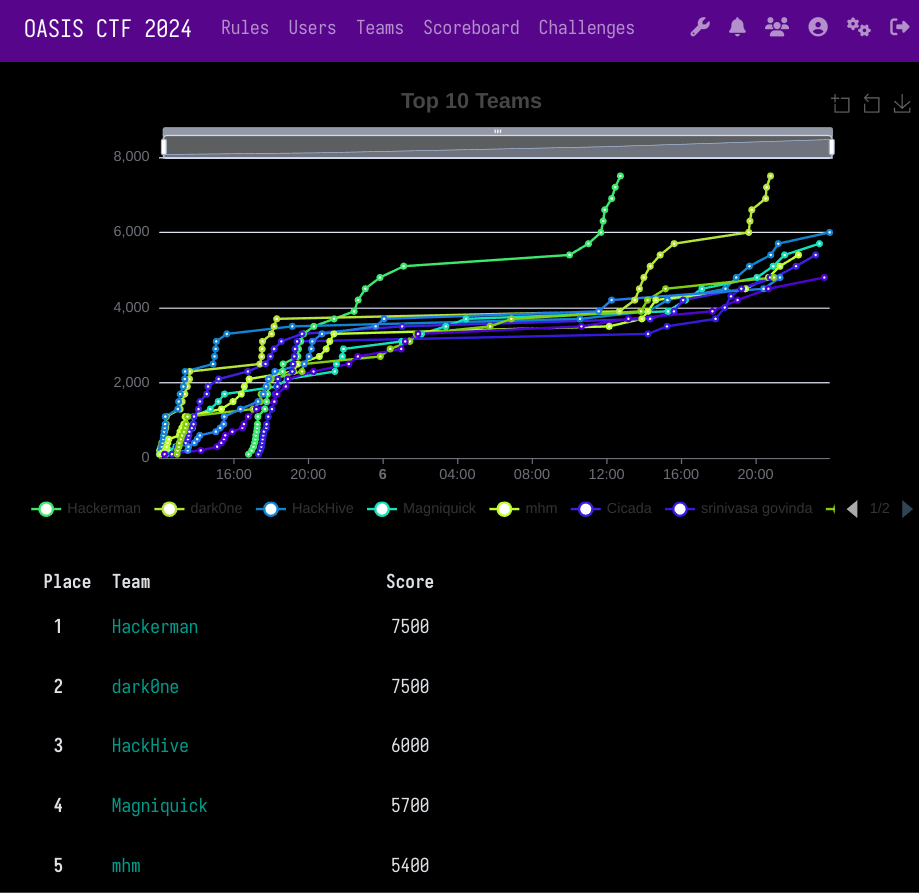 OASIS CTF 2024 Rules Users Teams Scoreboard Challenges
Top 10 Teams
8,000
6,000
4,000
2,000
0
16:00 20:00 6 04:00 08:00 12:00 16:00 20:00
Hackerman dark0ne HackHive Magniquick mhm Cicada srinivasa govinda 1/2
Place Team Score
1 Hackerman 7500
2 dark0ne 7500
3 HackHive 6000
4 Magniquick 5700
5 mhm 5400